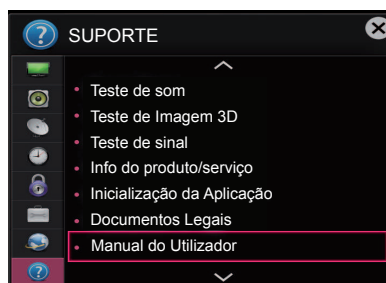 SUPORTE
Teste de som
Teste de Imagem 3D
Teste de sinal
Info do produto/serviço
Inicialização da Aplicação
Documentos Legais
Manual do Utilizador